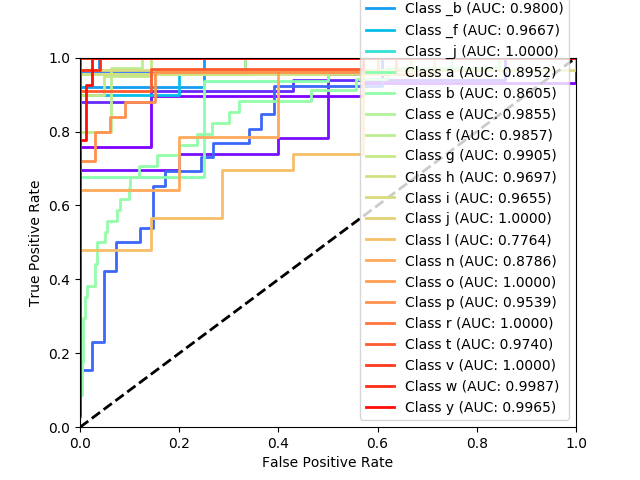 Class _b (AUC: 0.9800)
Class _f (AUC: 0.9667)
Class _j (AUC: 1.0000)
Class a (AUC: 0.8952)
Class b (AUC: 0.8605)
Class e (AUC: 0.9855)
Class f (AUC: 0.9857)
Class g (AUC: 0.9905)
Class h (AUC: 0.9697)
Class i (AUC: 0.9655)
Class j (AUC: 1.0000)
Class l (AUC: 0.7764)
Class n (AUC: 0.8786)
Class o (AUC: 1.0000)
Class p (AUC: 0.9539)
Class r (AUC: 1.0000)
Class t (AUC: 0.9740)
Class v (AUC: 1.0000)
Class w (AUC: 0.9987)
Class y (AUC: 0.9965)
True Positive Rate
1.0
0.8
0.6
0.4
0.2
0.0
0.0 0.2 0.4 0.6 0.8 1.0
False Positive Rate